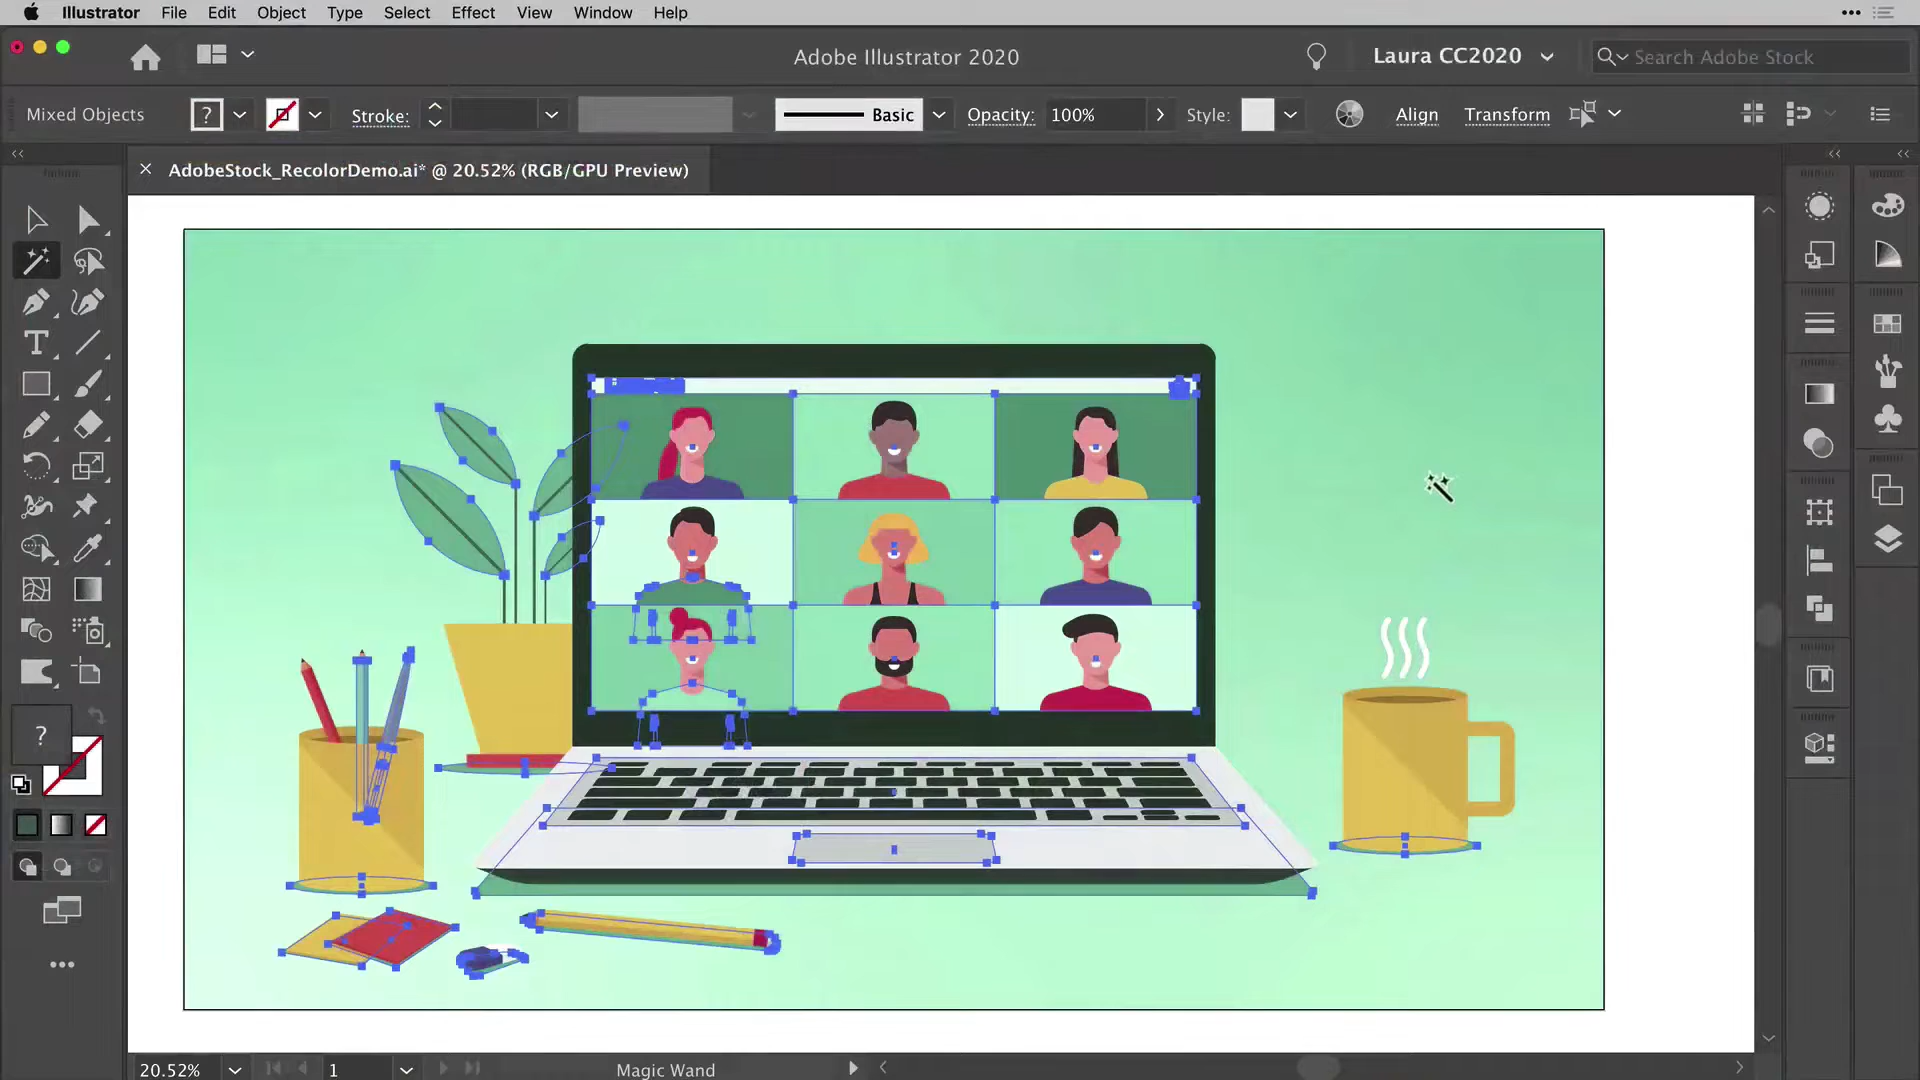 Illustrator File Edit Object Type Select Effect View Window Help
Adobe Illustrator 2020
Laura CC2020
Search Adobe Stock
Mixed Objects ? Stroke: Basic Opacity: 100% Style: Align Transform
AdobeStock_RecolorDemo.ai* @ 20.52% (RGB/GPU Preview)
?
20.52% 1 Magic Wand